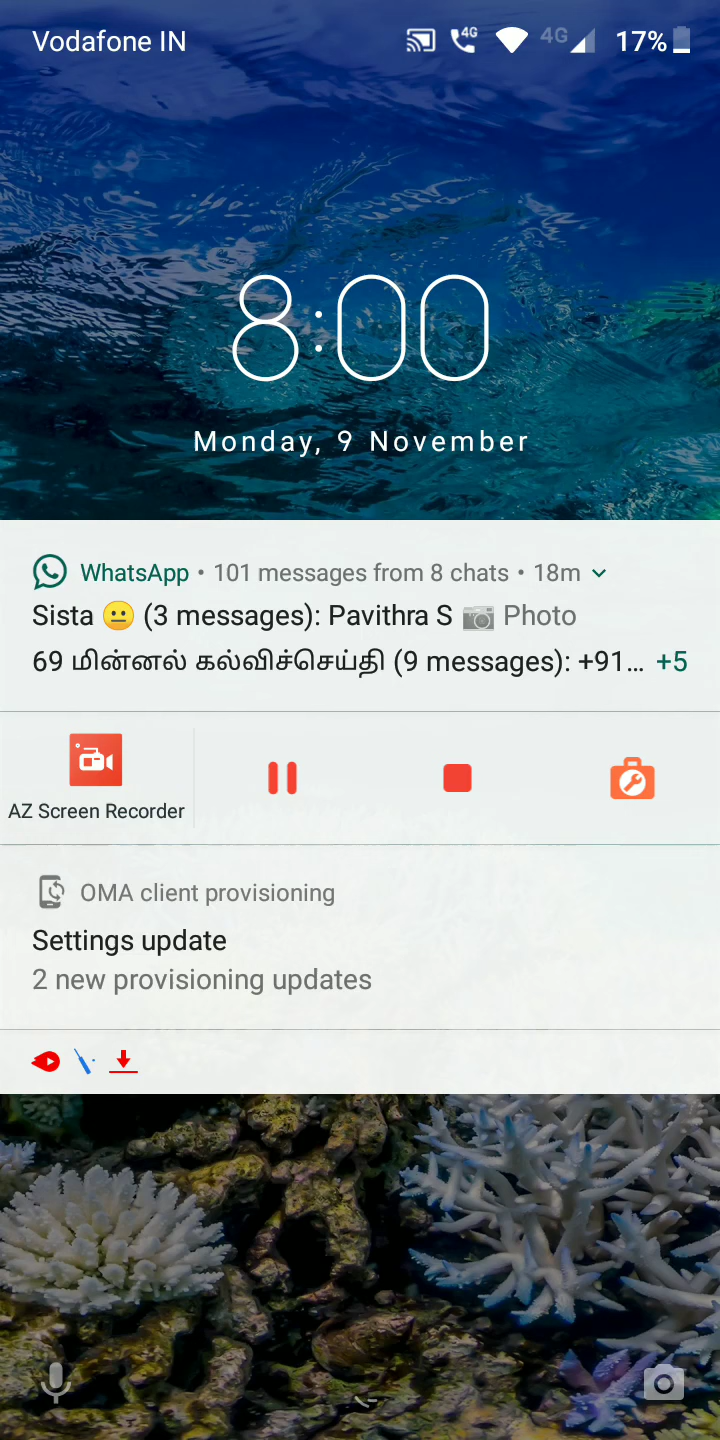 Vodafone IN 4G 4G 17%
8:00
Monday, 9 November
WhatsApp • 101 messages from 8 chats • 18m
Sista 😐 (3 messages): Pavithra S 📷 Photo
69 மின்னல் கல்விச்செய்தி (9 messages): +91… +5
AZ Screen Recorder
OMA client provisioning
Settings update
2 new provisioning updates